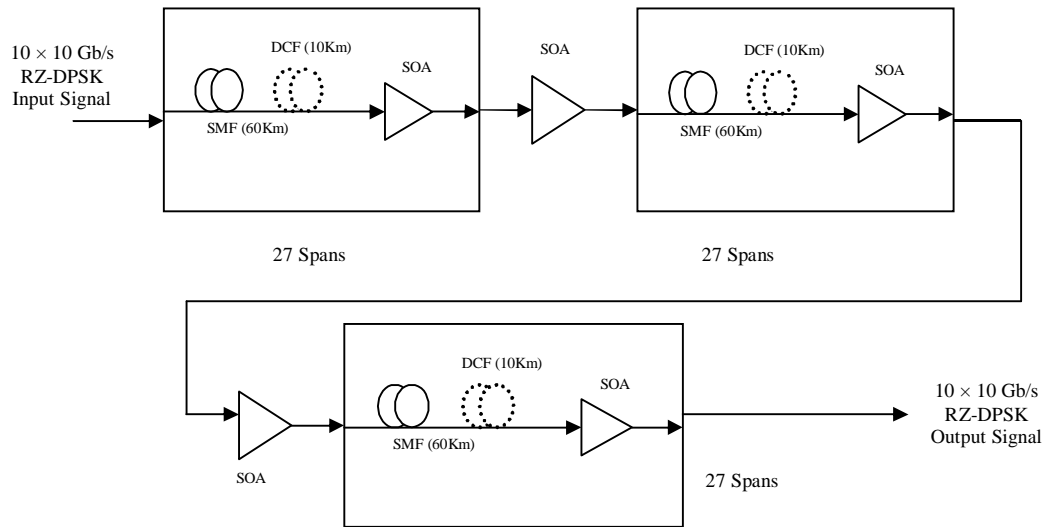 10 × 10 Gb/s
RZ-DPSK
Input Signal
DCF (10Km)
SOA
SMF (60Km)
SOA
DCF (10Km)
SOA
SMF (60Km)
27 Spans
27 Spans
DCF (10Km)
SOA
SMF (60Km)
SOA
10 × 10 Gb/s
RZ-DPSK
Output Signal
27 Spans